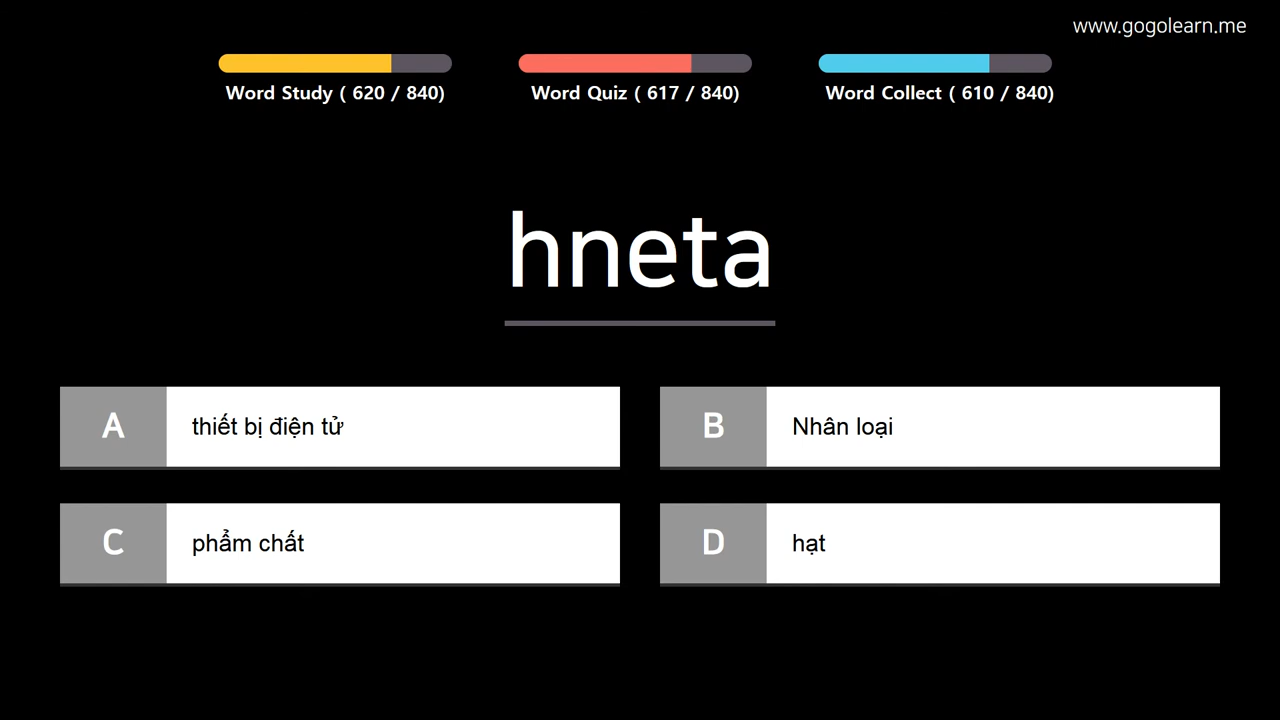 www.gogolearn.me
Word Study ( 620 / 840)
Word Quiz ( 617 / 840)
Word Collect ( 610 / 840)
hneta
A
thiết bị điện tử
B
Nhân loại
C
phẩm chất
D
hạt